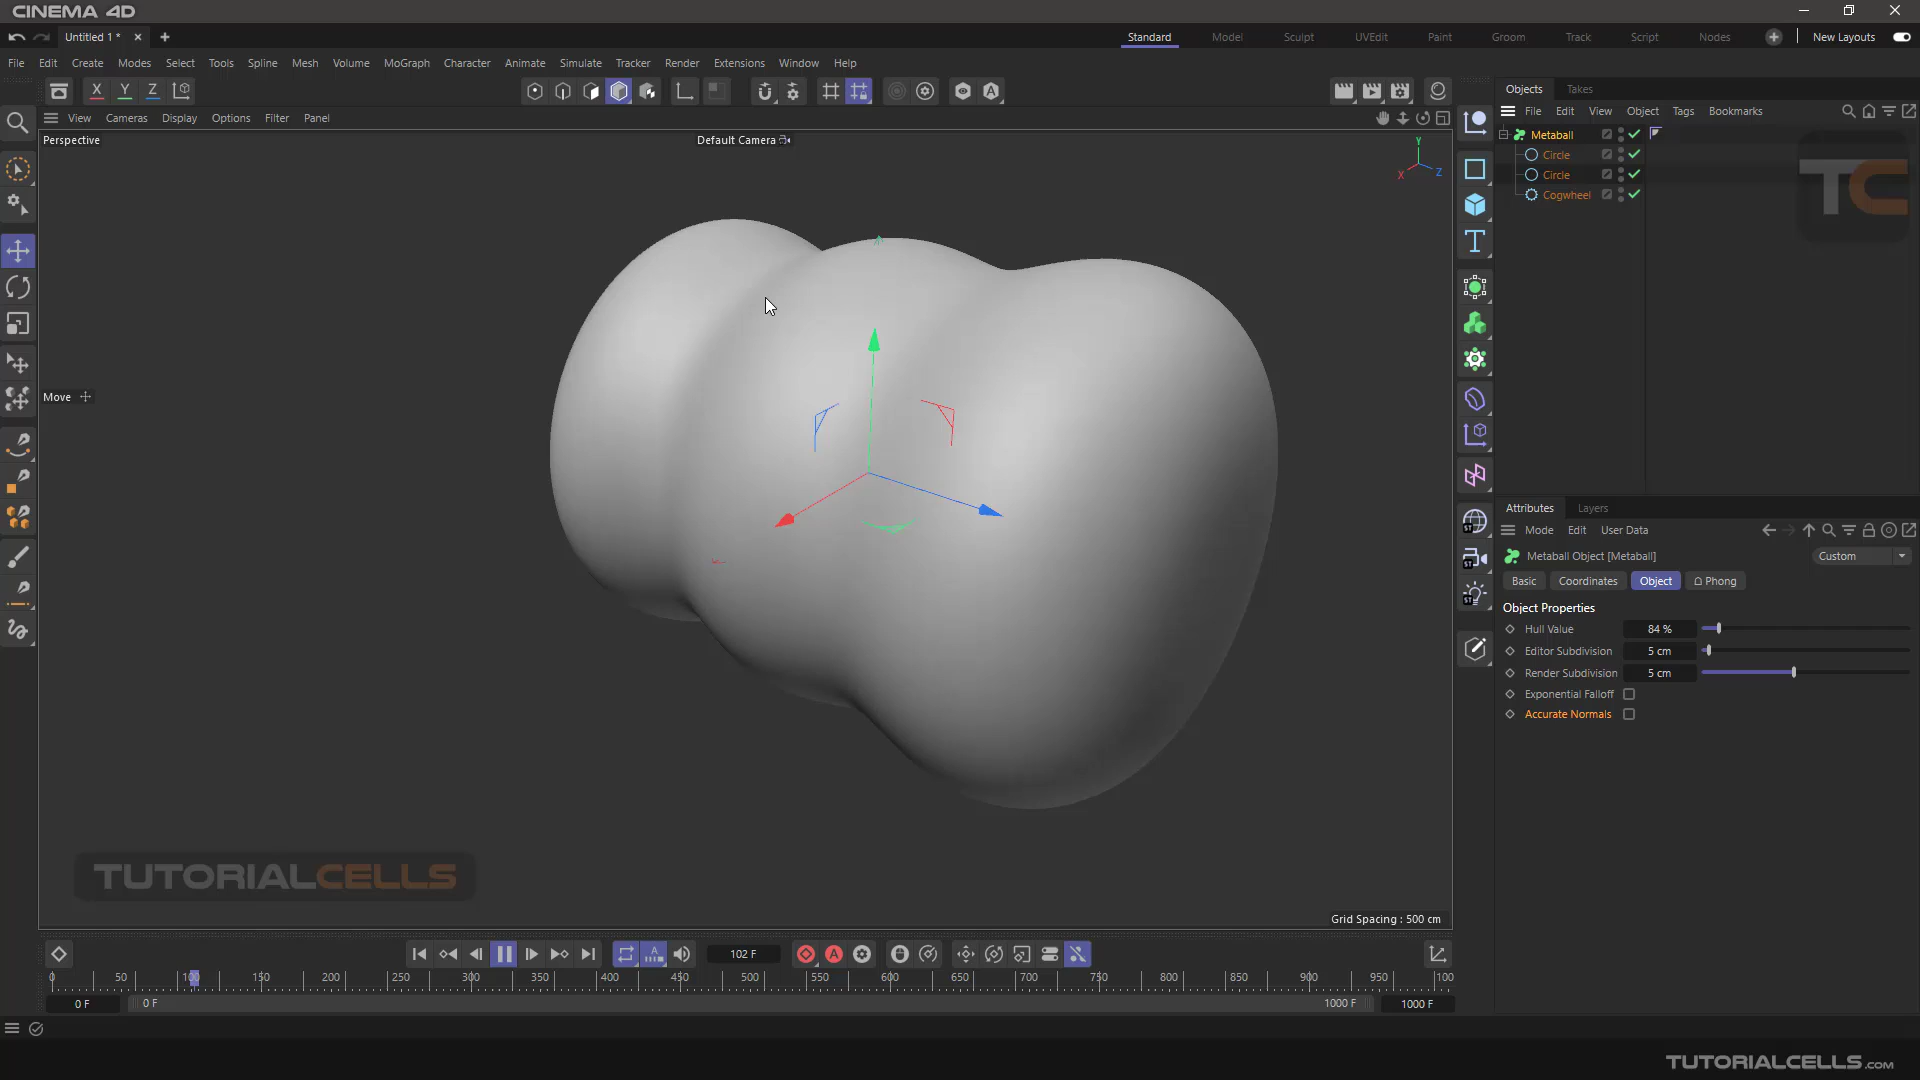 CINEMA 4D
Untitled 1 *
Standard
Model
Sculpt
UVEdit
Paint
Groom
Track
Script
Nodes
New Layouts
File Edit Create Modes Select Tools Spline Mesh Volume MoGraph Character Animate Simulate Tracker Render Extensions Window Help
X Y Z
View Cameras Display Options Filter Panel
Perspective
Default Camera
Y
X
Z
Move
Grid Spacing : 500 cm
TUTORIALCELLS
Objects Takes
File Edit View Object Tags Bookmarks
Metaball
Circle
Circle
Cogwheel
TC
Attributes Layers
Mode Edit User Data
Metaball Object [Metaball]
Custom
Basic Coordinates Object Phong
Object Properties
Hull Value 84 %
Editor Subdivision 5 cm
Render Subdivision 5 cm
Exponential Falloff
Accurate Normals
102 F
0 50 100 150 200 250 300 350 400 450 500 550 600 650 700 750 800 850 900 950 100
0 F 0 F 1000 F 1000 F
TUTORIALCELLS.COM